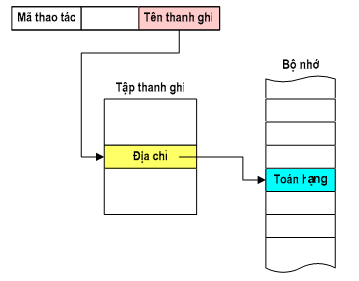 Mã thao tác Tên thanh ghi
Bộ nhớ
Tập thanh ghi
Địa chỉ
Toán hạng